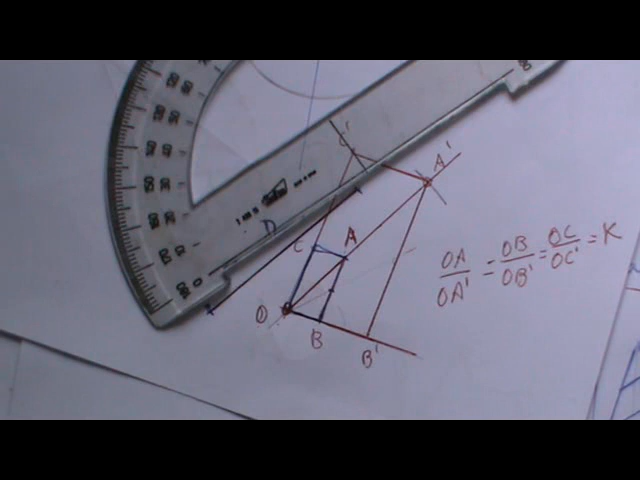 C'
A'
D
C
A
O
B
B'
OA/OA' = OB/OB' = OC/OC' = K